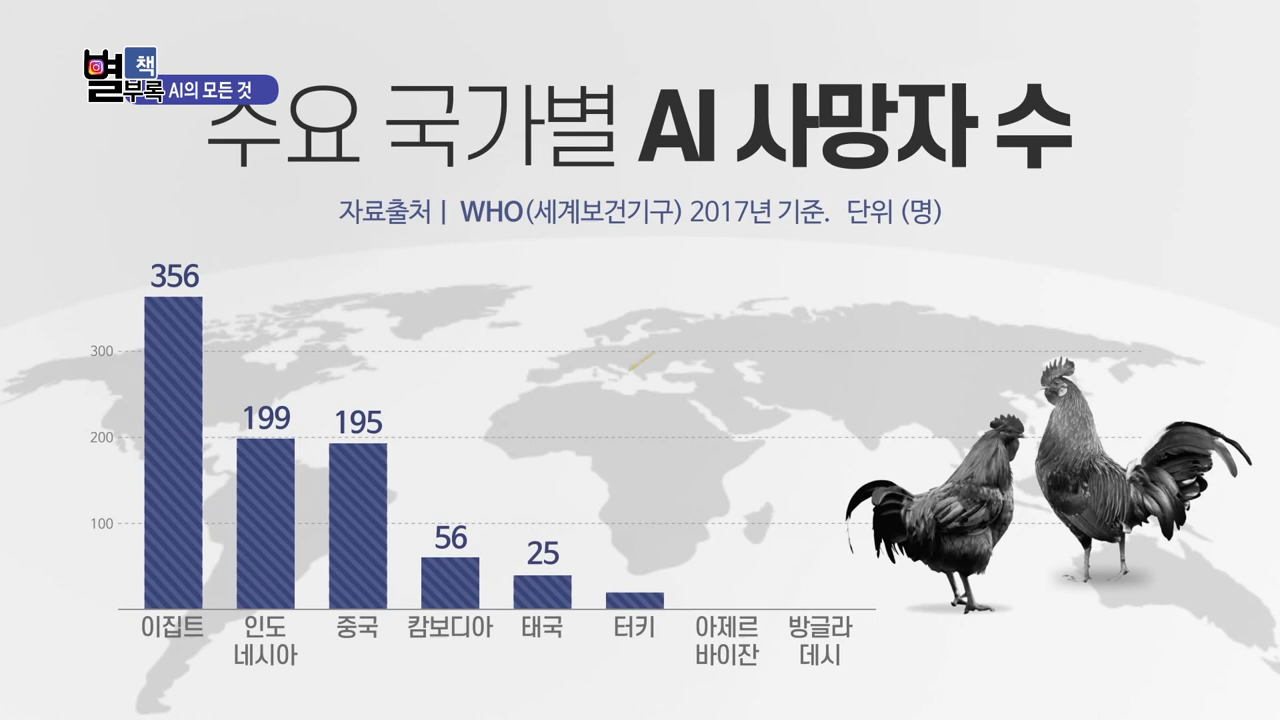 별책
부록 AI의 모든 것
주요 국가별 AI 사망자 수
자료출처 | WHO(세계보건기구) 2017년 기준. 단위 (명)
356
300
199
195
200
56
25
100
이집트 인도네시아 중국 캄보디아 태국 터키 아제르바이잔 방글라데시